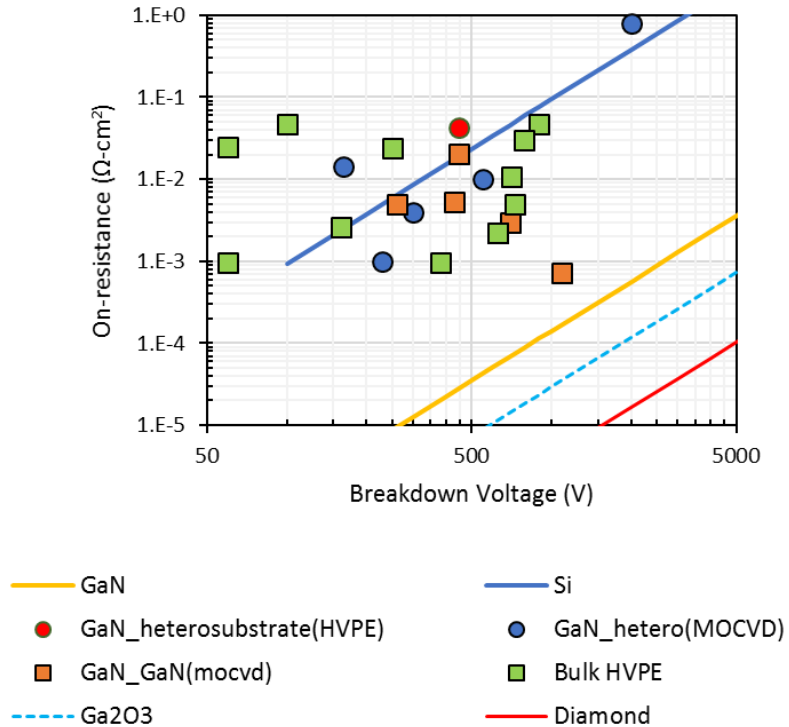 1.E+0
1.E-1
1.E-2
1.E-3
1.E-4
1.E-5
On-resistance (Ω-cm²)
50 500 5000
Breakdown Voltage (V)
GaN Si
GaN_heterosubstrate(HVPE) GaN_hetero(MOCVD)
GaN_GaN(mocvd) Bulk HVPE
Ga2O3 Diamond